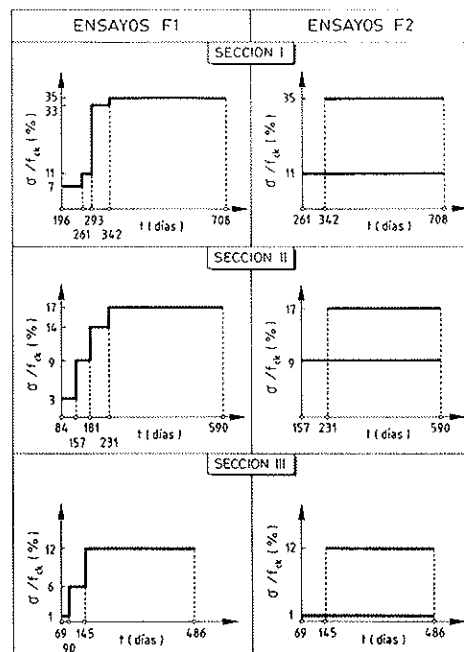 ENSAYOS F1
ENSAYOS F2
SECCION I
σ/fck (%)
35
33
11
7
196
261
293
342
708
t (días)
σ/fck (%)
35
11
261
342
708
t (días)
SECCION II
σ/fck (%)
17
14
9
3
84
157
181
231
590
t (días)
σ/fck (%)
17
9
157
231
590
t (días)
SECCION III
σ/fck (%)
12
6
1
69
90
145
486
t (días)
σ/fck (%)
12
1
69
145
486
t (días)